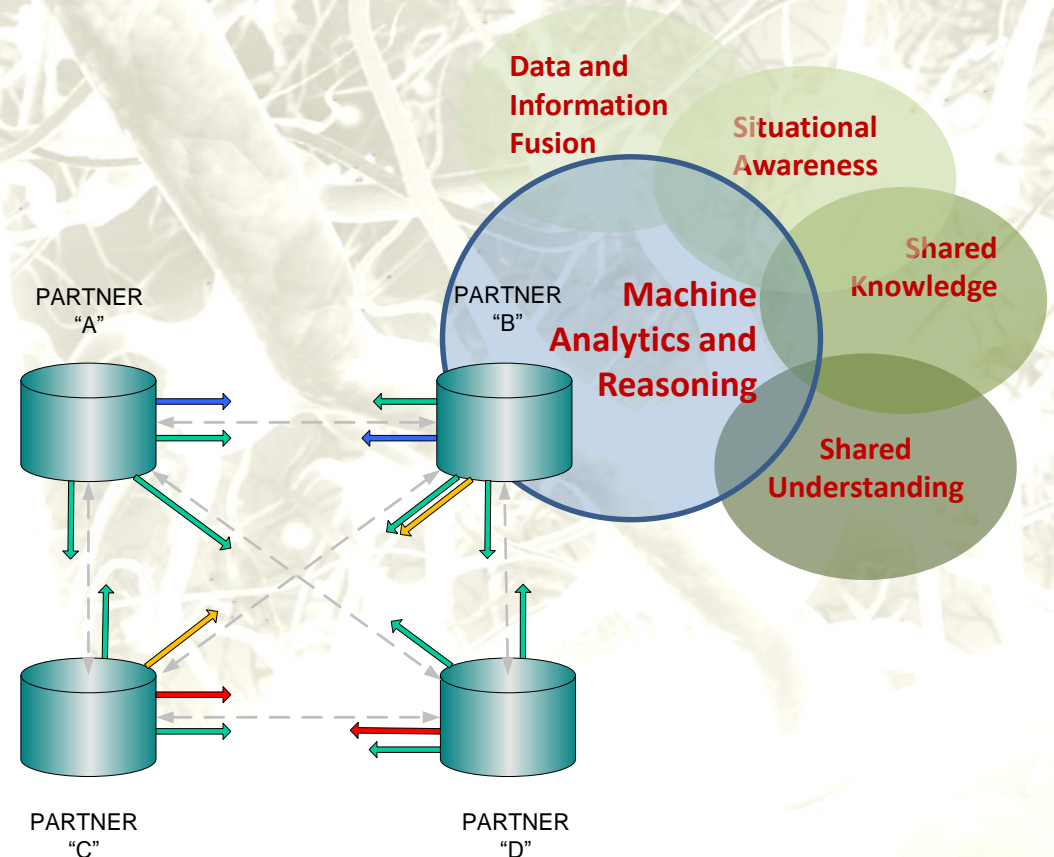 Data and
Information
Fusion
Situational
Awareness
Shared
Knowledge
Machine
Analytics and
Reasoning
Shared
Understanding
PARTNER
“A”
PARTNER
“B”
PARTNER
“C”
PARTNER
“D”